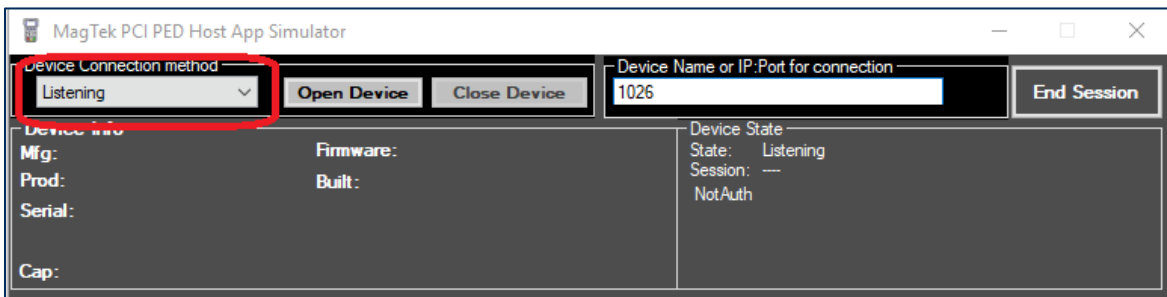 MagTek PCI PED Host App Simulator
Device Connection method
Listening
Open Device
Close Device
Device Name or IP:Port for connection
1026
End Session
Device Info
Mfg:
Firmware:
Prod:
Built:
Serial:
Cap:
Device State
State: Listening
Session: ----
NotAuth